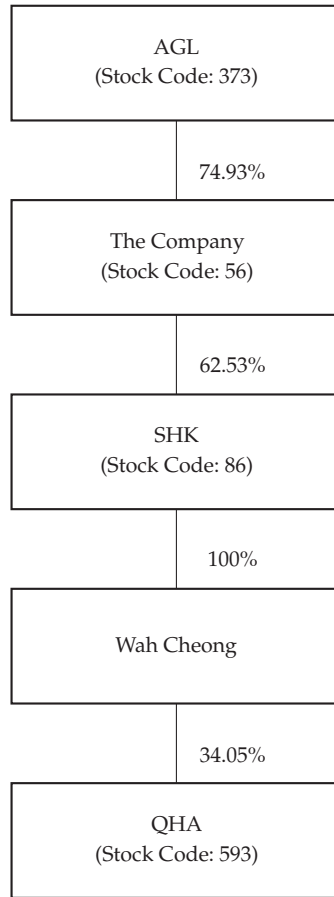 AGL
(Stock Code: 373)
74.93%
The Company
(Stock Code: 56)
62.53%
SHK
(Stock Code: 86)
100%
Wah Cheong
34.05%
QHA
(Stock Code: 593)